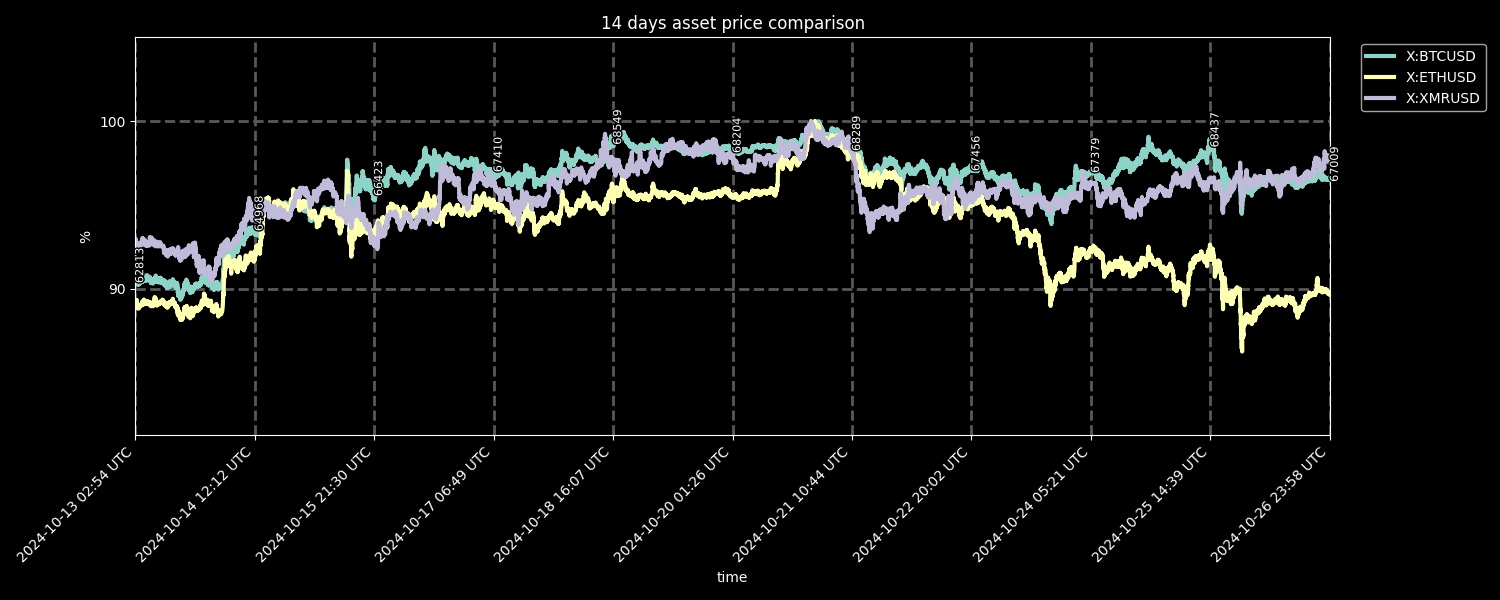 14 days asset price comparison
X:BTCUSD
X:ETHUSD
X:XMRUSD
100
90
%
62813
64968
66423
67410
68549
68204
68289
67456
67379
68437
67009
2024-10-13 02:54 UTC
2024-10-14 12:12 UTC
2024-10-15 21:30 UTC
2024-10-17 06:49 UTC
2024-10-18 16:07 UTC
2024-10-20 01:26 UTC
2024-10-21 10:44 UTC
2024-10-22 20:02 UTC
2024-10-24 05:21 UTC
2024-10-25 14:39 UTC
2024-10-26 23:58 UTC
time